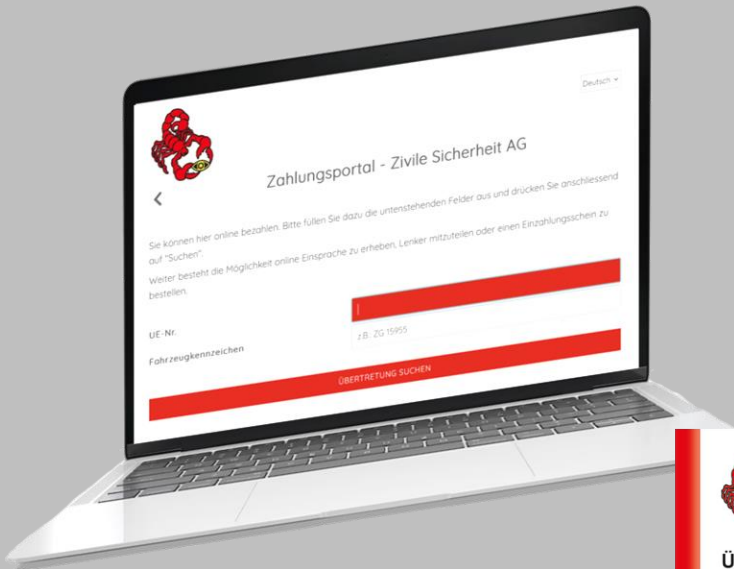 Deutsch
Zahlungsportal - Zivile Sicherheit AG
Sie können hier online bezahlen. Bitte füllen Sie dazu die untenstehenden Felder aus und drücken Sie anschliessend
auf "Suchen".
Weiter besteht die Möglichkeit online Einsprache zu erheben, Lenker mitzuteilen oder einen Einzahlungsschein zu
bestellen.
UE-Nr.
Fahrzeugkennzeichen
z.B. ZG 15955
ÜBERTRETUNG SUCHEN